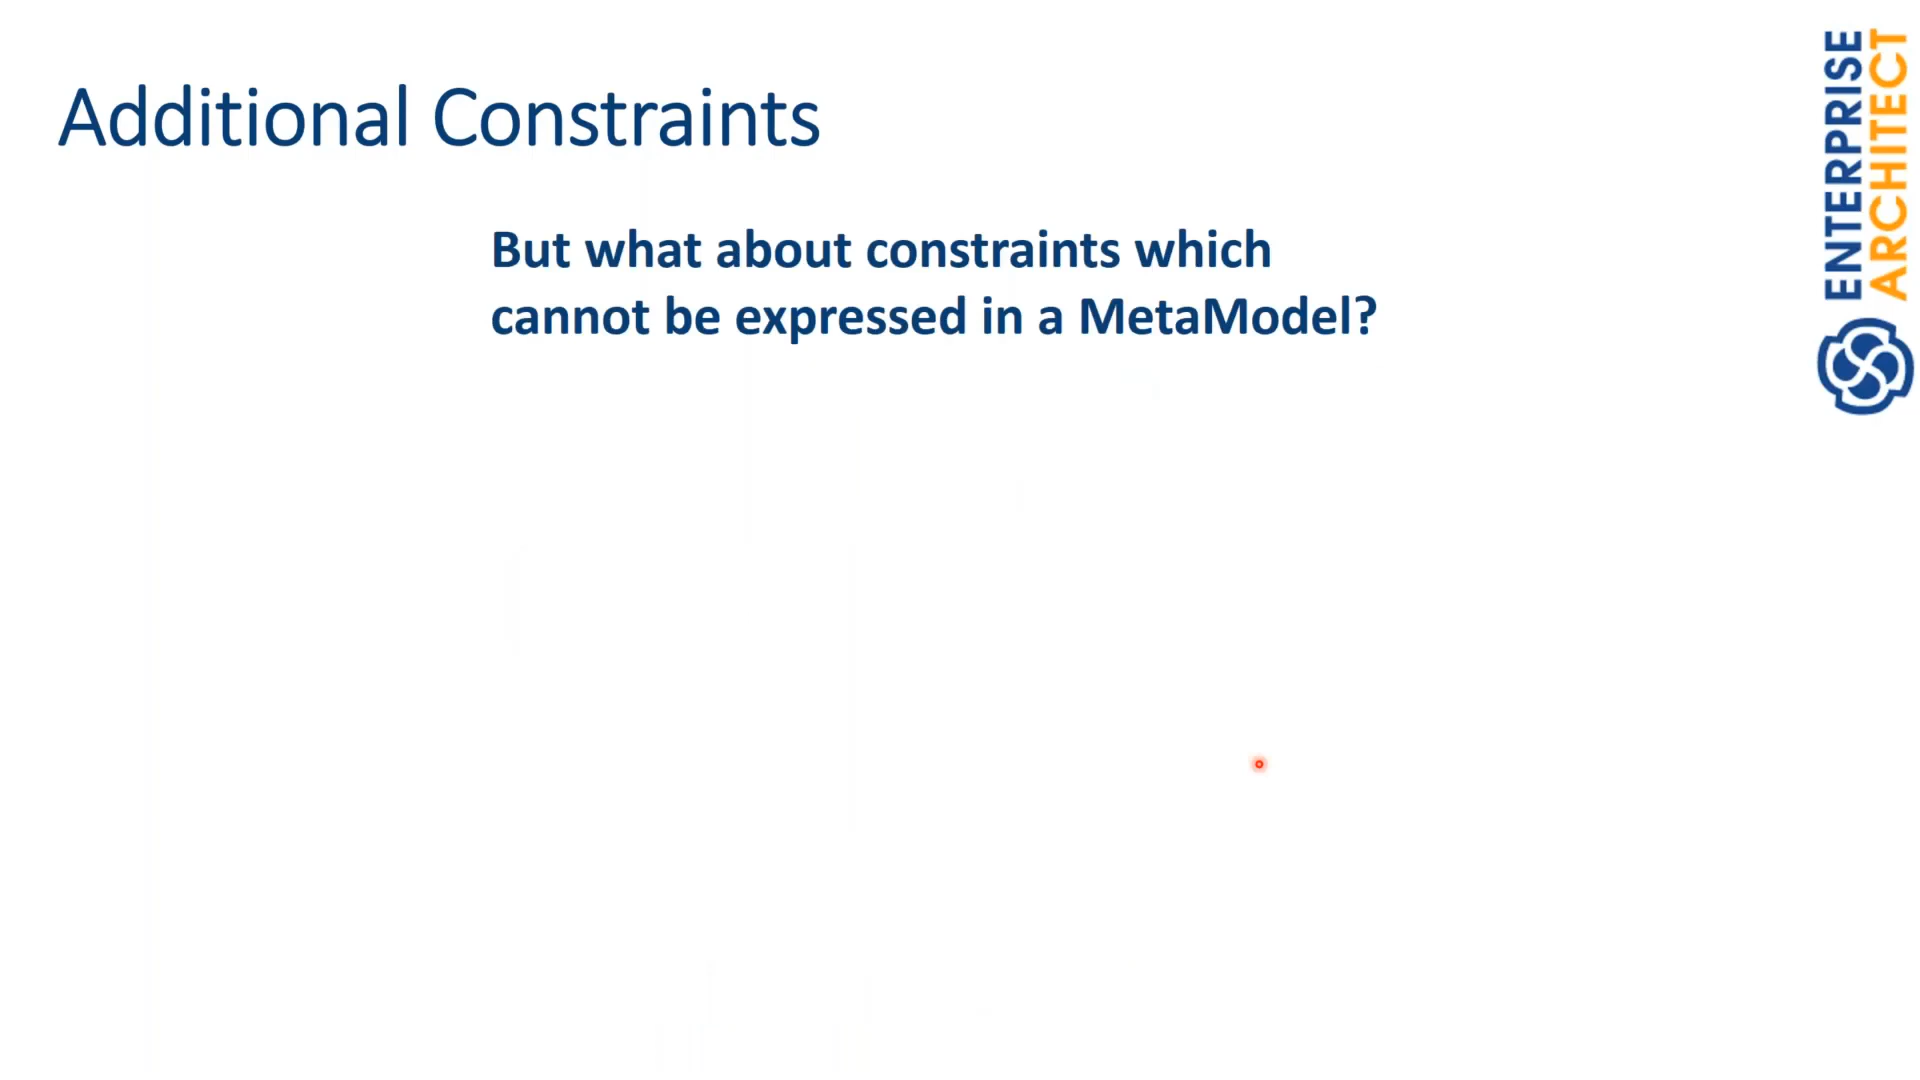 Additional Constraints
But what about constraints which
cannot be expressed in a MetaModel?
ENTERPRISE
ARCHITECT